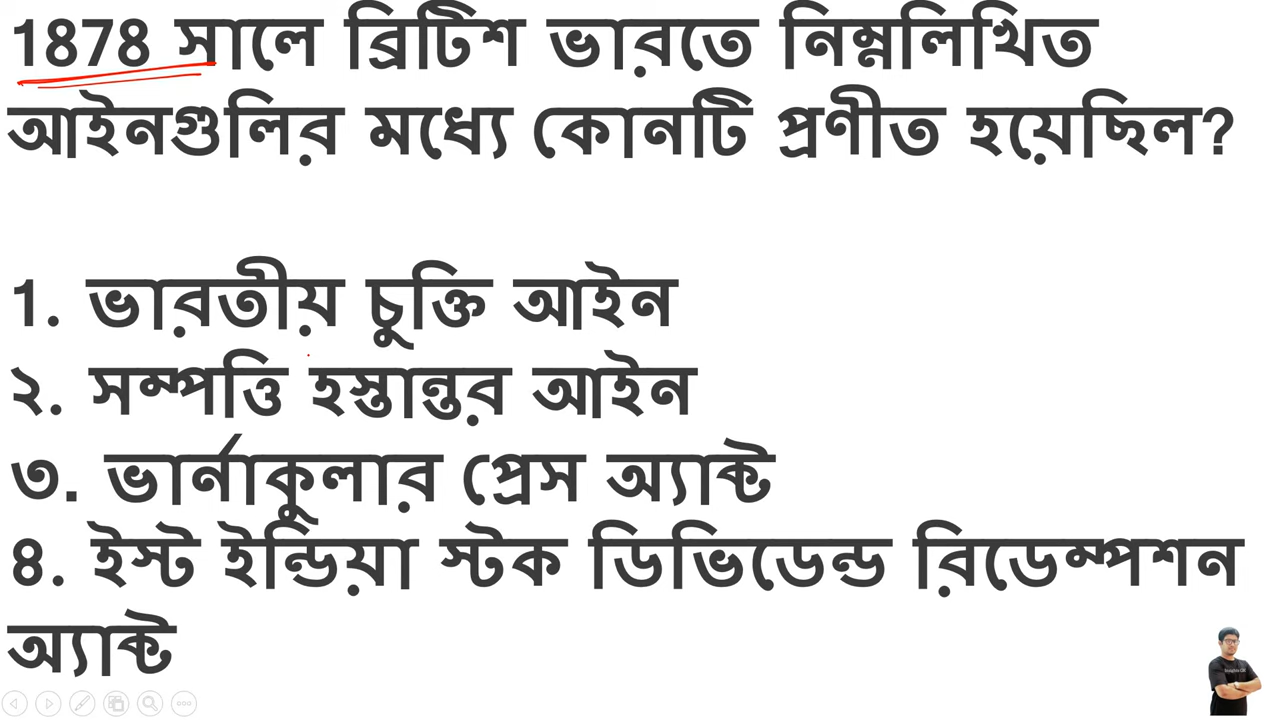 1878 সালে ব্রিটিশ ভারতে নিম্নলিখিত
আইনগুলির মধ্যে কোনটি প্রণীত হয়েছিল?
1. ভারতীয় চুক্তি আইন
২. সম্পত্তি হস্তান্তর আইন
৩. ভার্নাকুলার প্রেস অ্যাক্ট
৪. ইস্ট ইন্ডিয়া স্টক ডিভিডেন্ড রিডেম্পশন
অ্যাক্ট